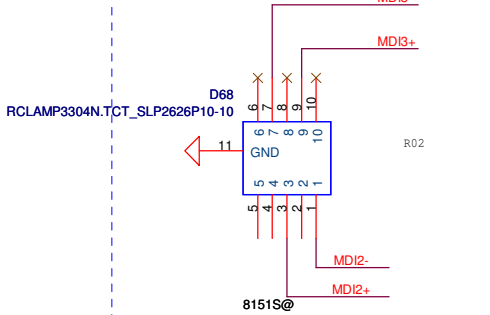 MDI3+
D68
RCLAMP3304N.TCT_SLP2626P10-10
6 7 8 9 10
6 7 8 9 10
11
GND
R02
5 4 3 2 1
5 4 3 2 1
MDI2-
MDI2+
8151S@